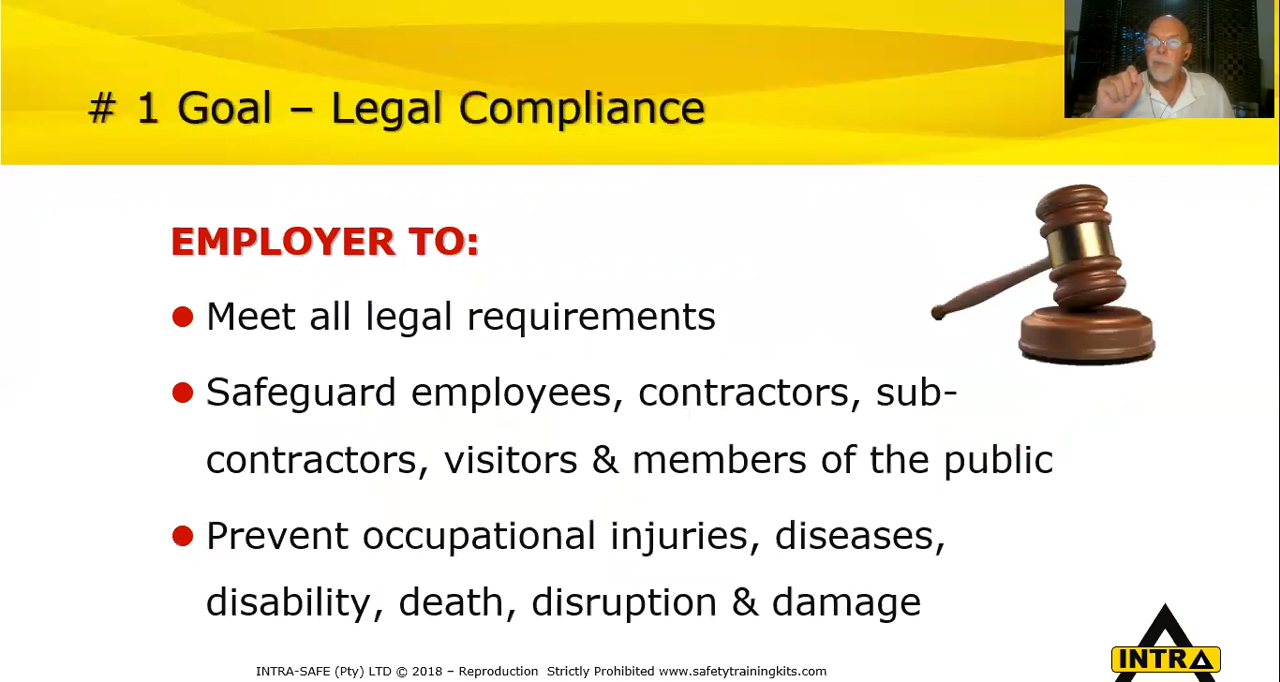 # 1 Goal – Legal Compliance
EMPLOYER TO:
Meet all legal requirements
Safeguard employees, contractors, sub-
contractors, visitors & members of the public
Prevent occupational injuries, diseases,
disability, death, disruption & damage
INTRA-SAFE (Pty) LTD © 2018 – Reproduction Strictly Prohibited www.safetytrainingkits.com
INTRA